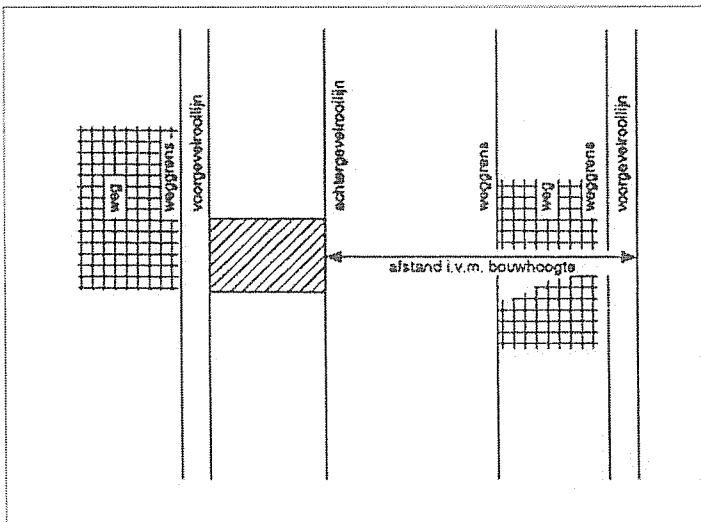 weg
weggrens
voorgevelrooilijn
achtergevelrooilijn
weggrens
weg
weggrens
voorgevelrooilijn
afstand i.v.m. bouwhoogte